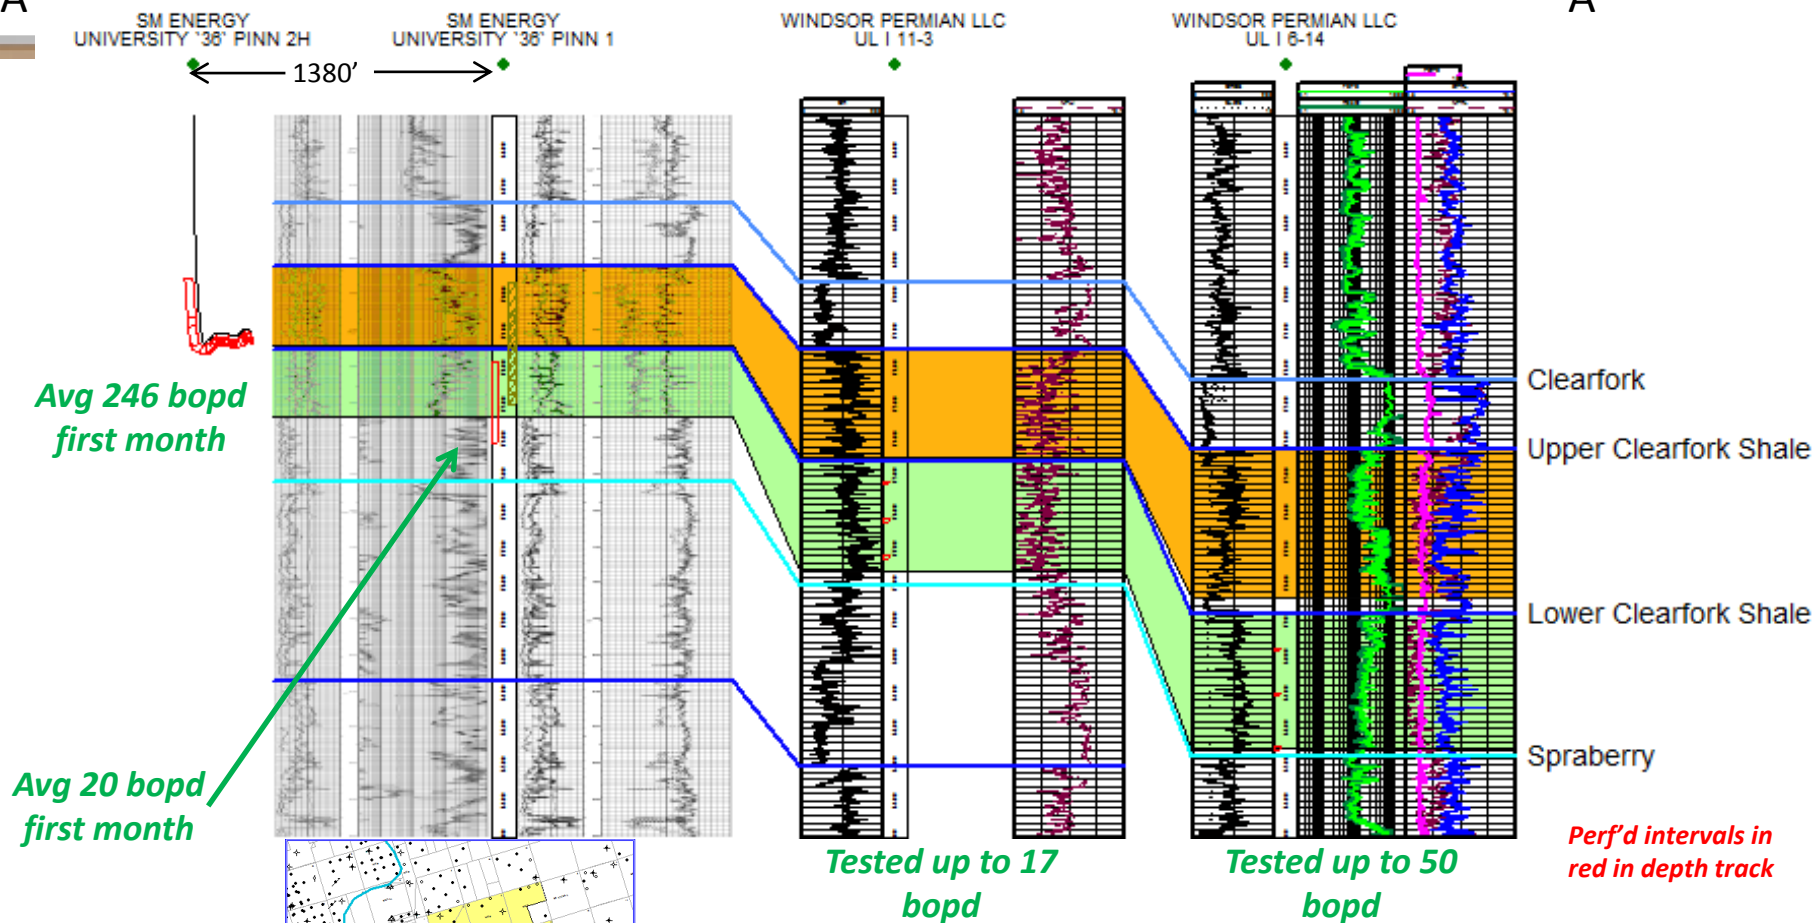 A
A
SM ENERGY
UNIVERSITY `36` PINN 2H
SM ENERGY
UNIVERSITY `36` PINN 1
WINDSOR PERMIAN LLC
UL I 11-3
WINDSOR PERMIAN LLC
UL I 6-14
1380’
Clearfork
Upper Clearfork Shale
Lower Clearfork Shale
Spraberry
Avg 246 bopd
first month
Avg 20 bopd
first month
Tested up to 17
bopd
Tested up to 50
bopd
Perf’d intervals in
red in depth track